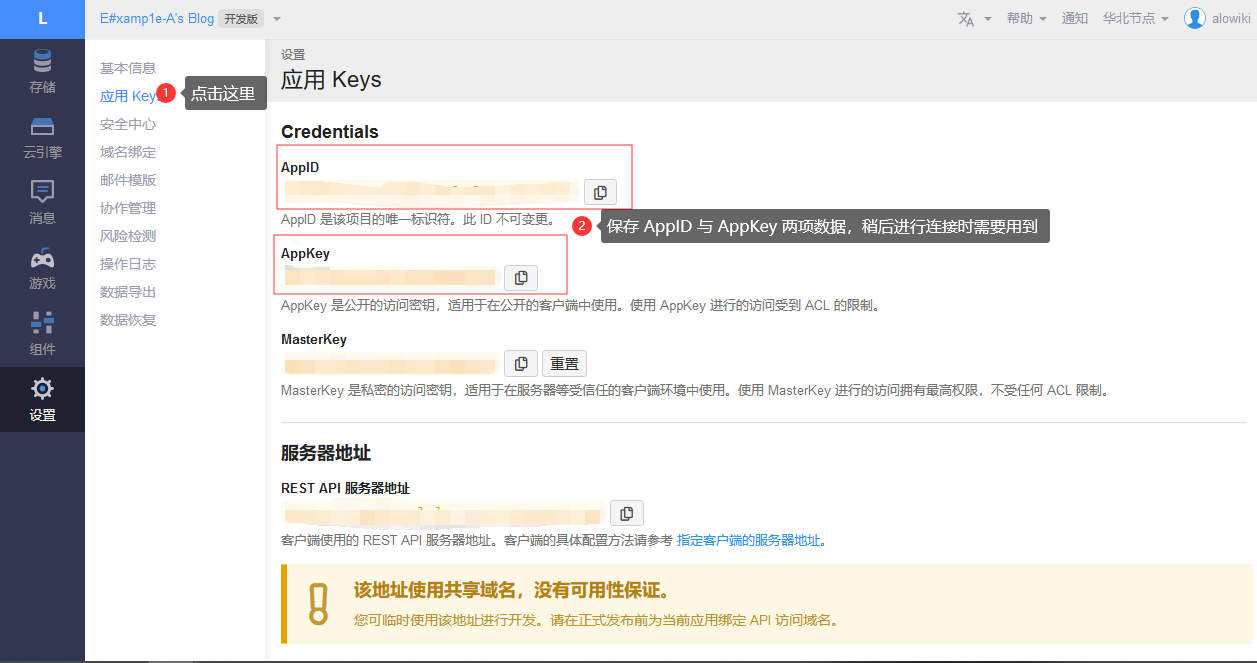 L
E#xamp1e-A's Blog 开发版
帮助 通知 华北节点 alowiki
存储
云引擎
消息
游戏
组件
设置
基本信息
应用 Keys
安全中心
域名绑定
邮件模版
协作管理
风险检测
操作日志
数据导出
数据恢复
1 点击这里
设置
应用 Keys
Credentials
AppID
AppID 是该项目的唯一标识符。此 ID 不可变更。
2 保存 AppID 与 AppKey 两项数据，稍后进行连接时需要用到
AppKey
AppKey 是公开的访问密钥，适用于在公开的客户端中使用。使用 AppKey 进行的访问受到 ACL 的限制。
MasterKey
重置
MasterKey 是私密的访问密钥，适用于在服务器等受信任的客户端环境中使用。使用 MasterKey 进行的访问拥有最高权限，不受任何 ACL 限制。
服务器地址
REST API 服务器地址
客户端使用的 REST API 服务器地址。客户端的具体配置方法请参考 指定客户端的服务器地址。
该地址使用共享域名，没有可用性保证。
您可临时使用该地址进行开发。请在正式发布前为当前应用绑定 API 访问域名。